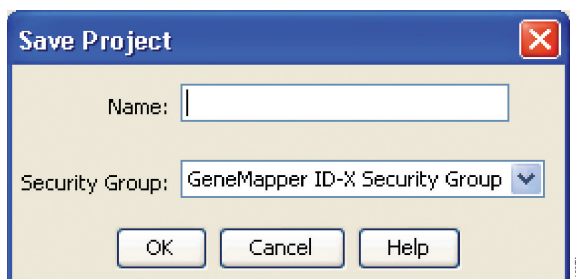 Save Project
Name:
Security Group: GeneMapper ID-X Security Group
OK Cancel Help